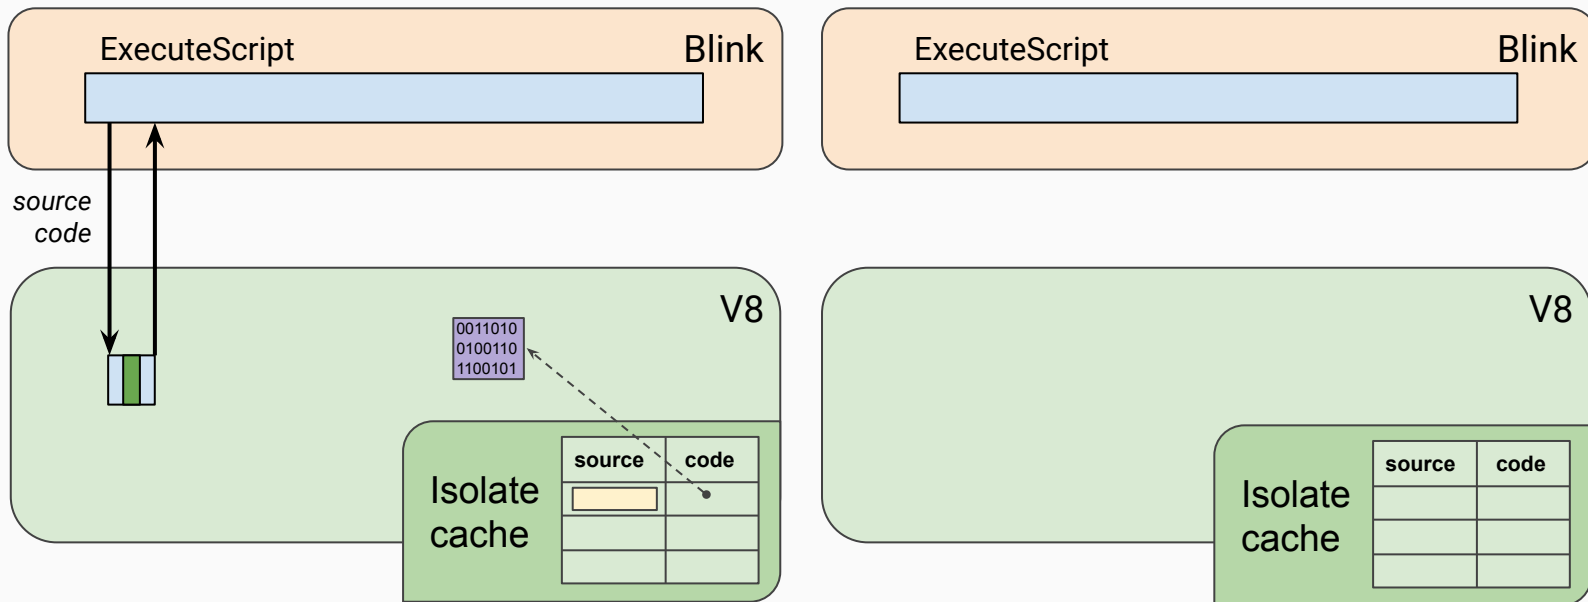 ExecuteScript
Blink
source
code
V8
0011010
0100110
1100101
Isolate
cache
source code
ExecuteScript
Blink
V8
Isolate
cache
source code